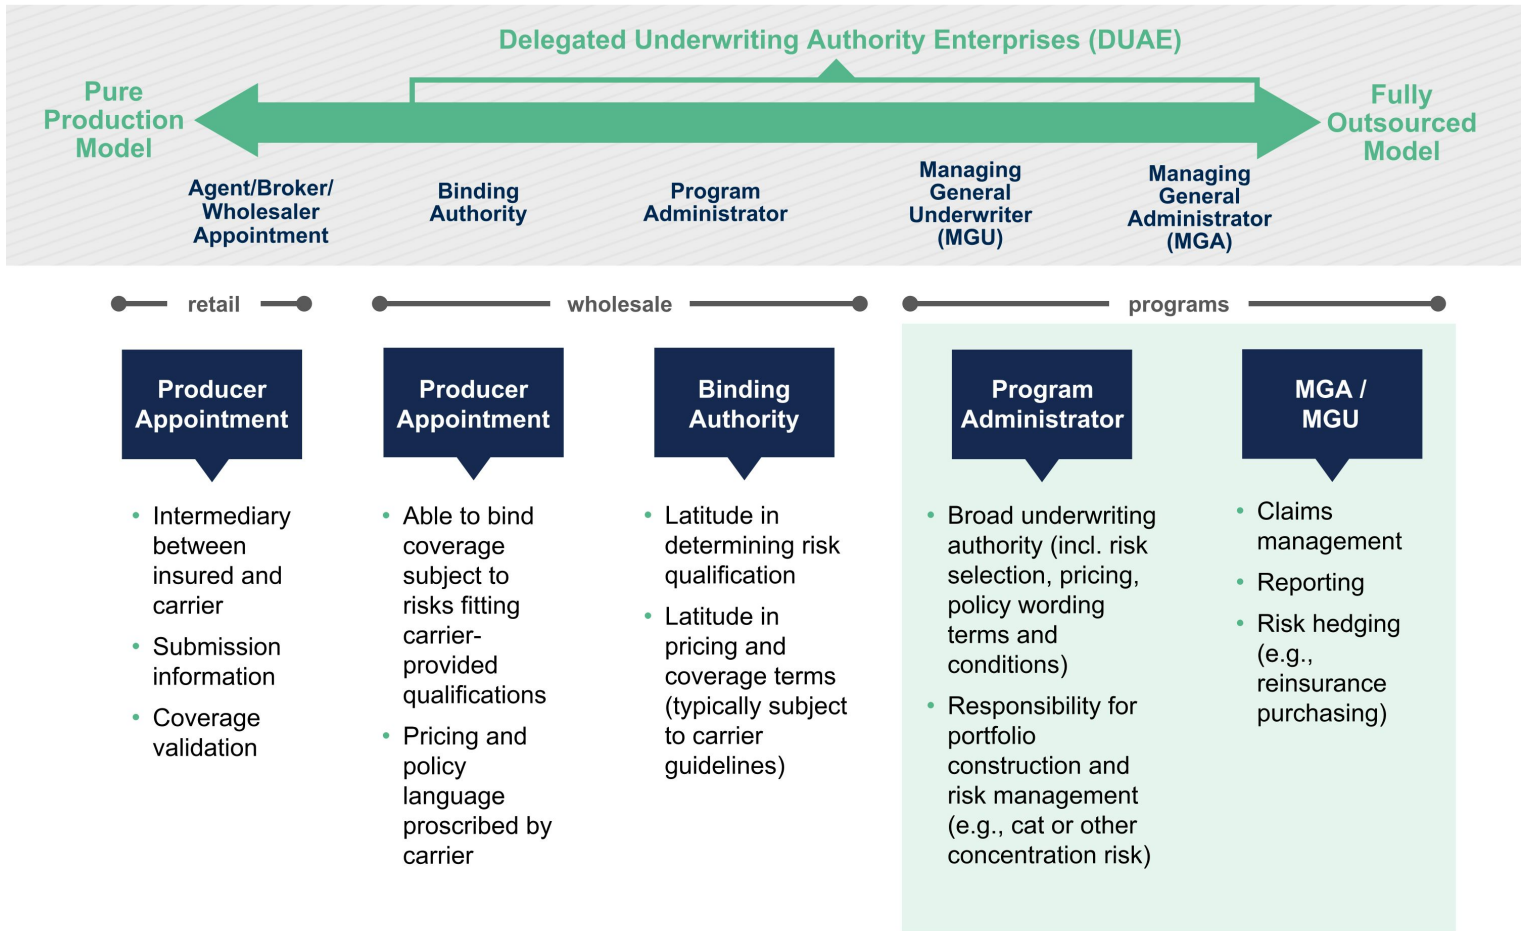 Delegated Underwriting Authority Enterprises (DUAE)
Pure
Production
Model
Fully
Outsourced
Model
Agent/Broker/
Wholesaler
Appointment
Binding
Authority
Program
Administrator
Managing
General
Underwriter
(MGU)
Managing
General
Administrator
(MGA)
retail
wholesale
programs
Producer
Appointment
• Intermediary
between
insured and
carrier
• Submission
information
• Coverage
validation
Producer
Appointment
• Able to bind
coverage
subject to
risks fitting
carrier-
provided
qualifications
• Pricing and
policy
language
proscribed by
carrier
Binding
Authority
• Latitude in
determining risk
qualification
• Latitude in
pricing and
coverage terms
(typically subject
to carrier
guidelines)
Program
Administrator
• Broad underwriting
authority (incl. risk
selection, pricing,
policy wording
terms and
conditions)
• Responsibility for
portfolio
construction and
risk management
(e.g., cat or other
concentration risk)
MGA /
MGU
• Claims
management
• Reporting
• Risk hedging
(e.g.,
reinsurance
purchasing)